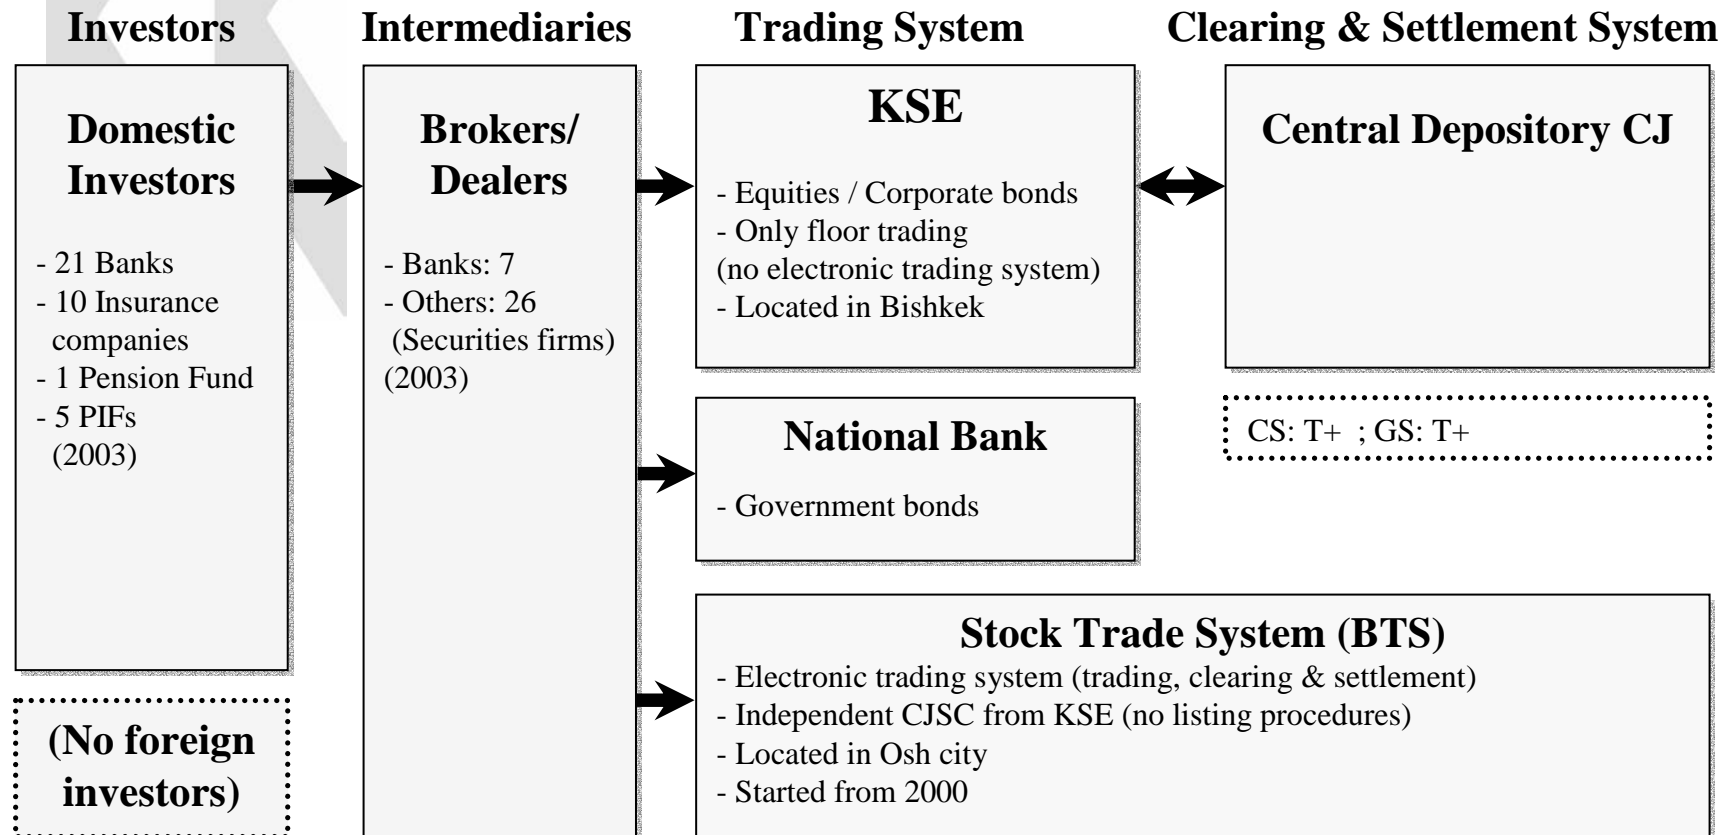 Investors
Intermediaries
Trading System
Clearing & Settlement System
Domestic
Investors
- 21 Banks
- 10 Insurance
companies
- 1 Pension Fund
- 5 PIFs
(2003)
(No foreign
investors)
Brokers/
Dealers
- Banks: 7
- Others: 26
(Securities firms)
(2003)
KSE
- Equities / Corporate bonds
- Only floor trading
(no electronic trading system)
- Located in Bishkek
National Bank
- Government bonds
Central Depository CJ
CS: T+ ; GS: T+
Stock Trade System (BTS)
- Electronic trading system (trading, clearing & settlement)
- Independent CJSC from KSE (no listing procedures)
- Located in Osh city
- Started from 2000